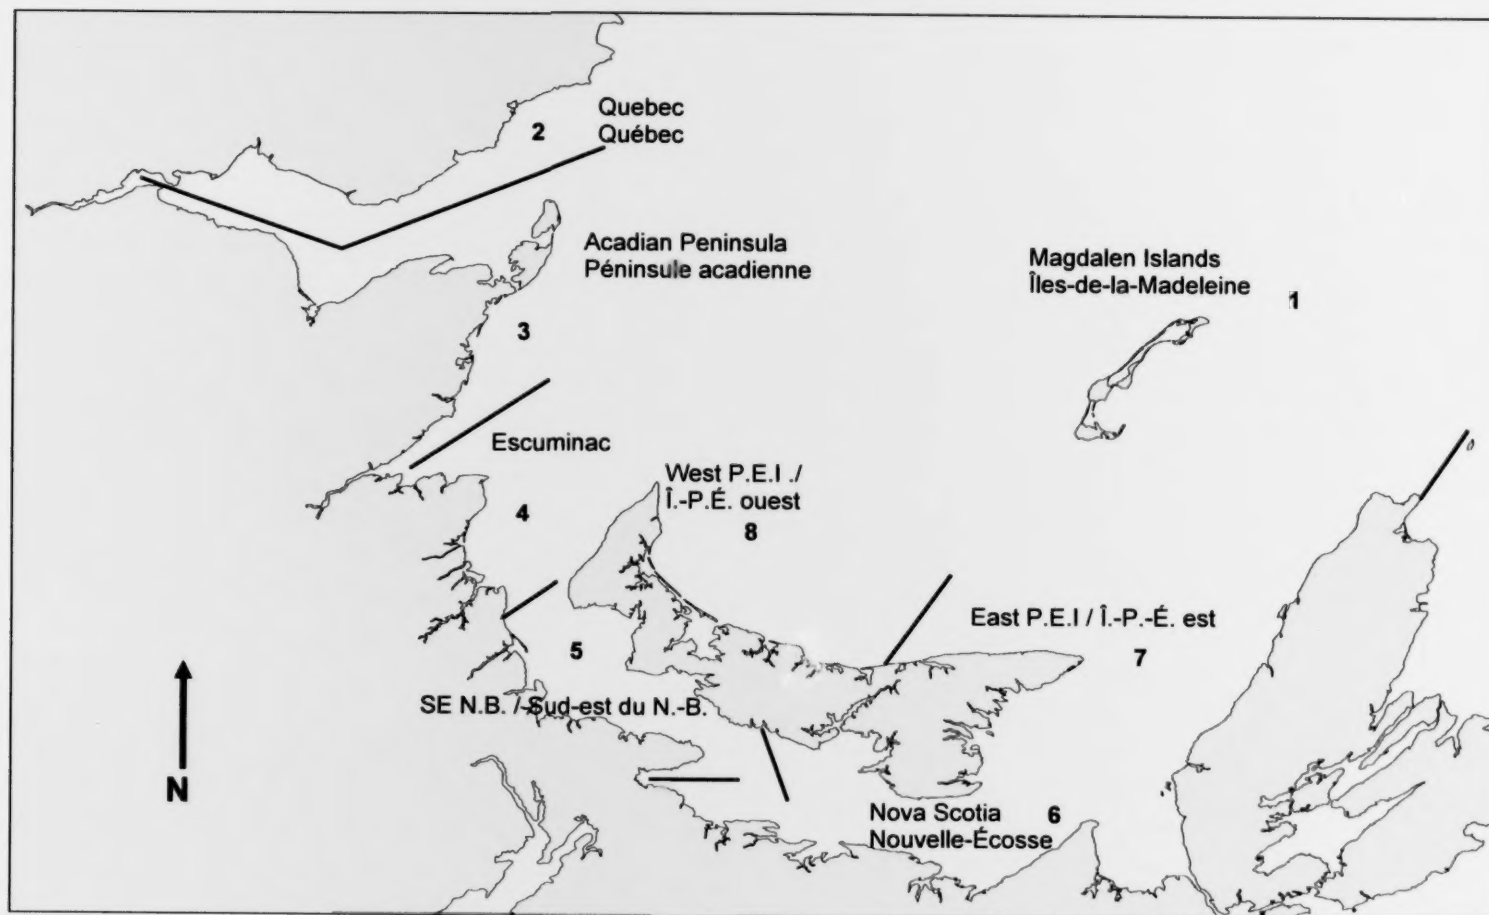 Quebec
2
Québec
Acadian Peninsula
Péninsule acadienne
Magdalen Islands
Îles-de-la-Madeleine
1
3
Escuminac
West P.E.I ./
Î.-P.É. ouest
4
8
East P.E.I / Î.-P.-É. est
5
7
SE N.B. / Sud-est du N.-B.
N
Nova Scotia
6
Nouvelle-Écosse